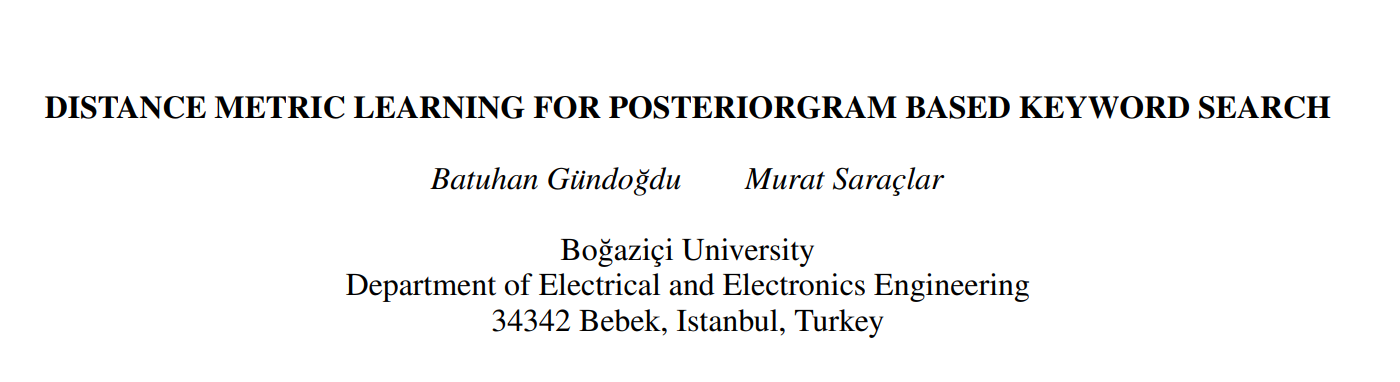 DISTANCE METRIC LEARNING FOR POSTERIORGRAM BASED KEYWORD SEARCH
Batuhan Gündoğdu Murat Saraçlar
Boğaziçi University
Department of Electrical and Electronics Engineering
34342 Bebek, Istanbul, Turkey